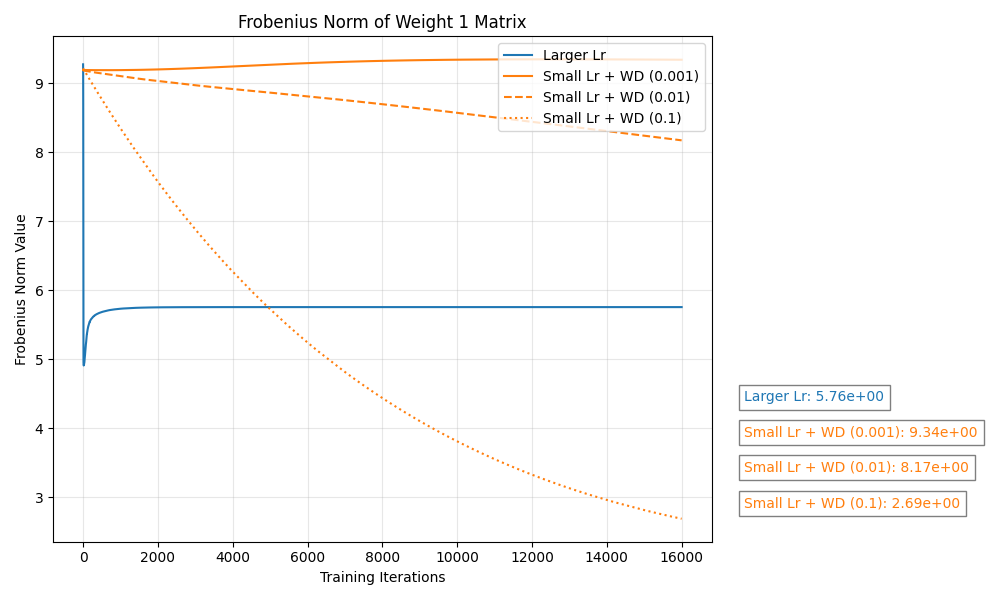 Frobenius Norm of Weight 1 Matrix
Larger Lr
Small Lr + WD (0.001)
Small Lr + WD (0.01)
Small Lr + WD (0.1)
Frobenius Norm Value
9
8
7
6
5
4
3
0 2000 4000 6000 8000 10000 12000 14000 16000
Training Iterations
Larger Lr: 5.76e+00
Small Lr + WD (0.001): 9.34e+00
Small Lr + WD (0.01): 8.17e+00
Small Lr + WD (0.1): 2.69e+00